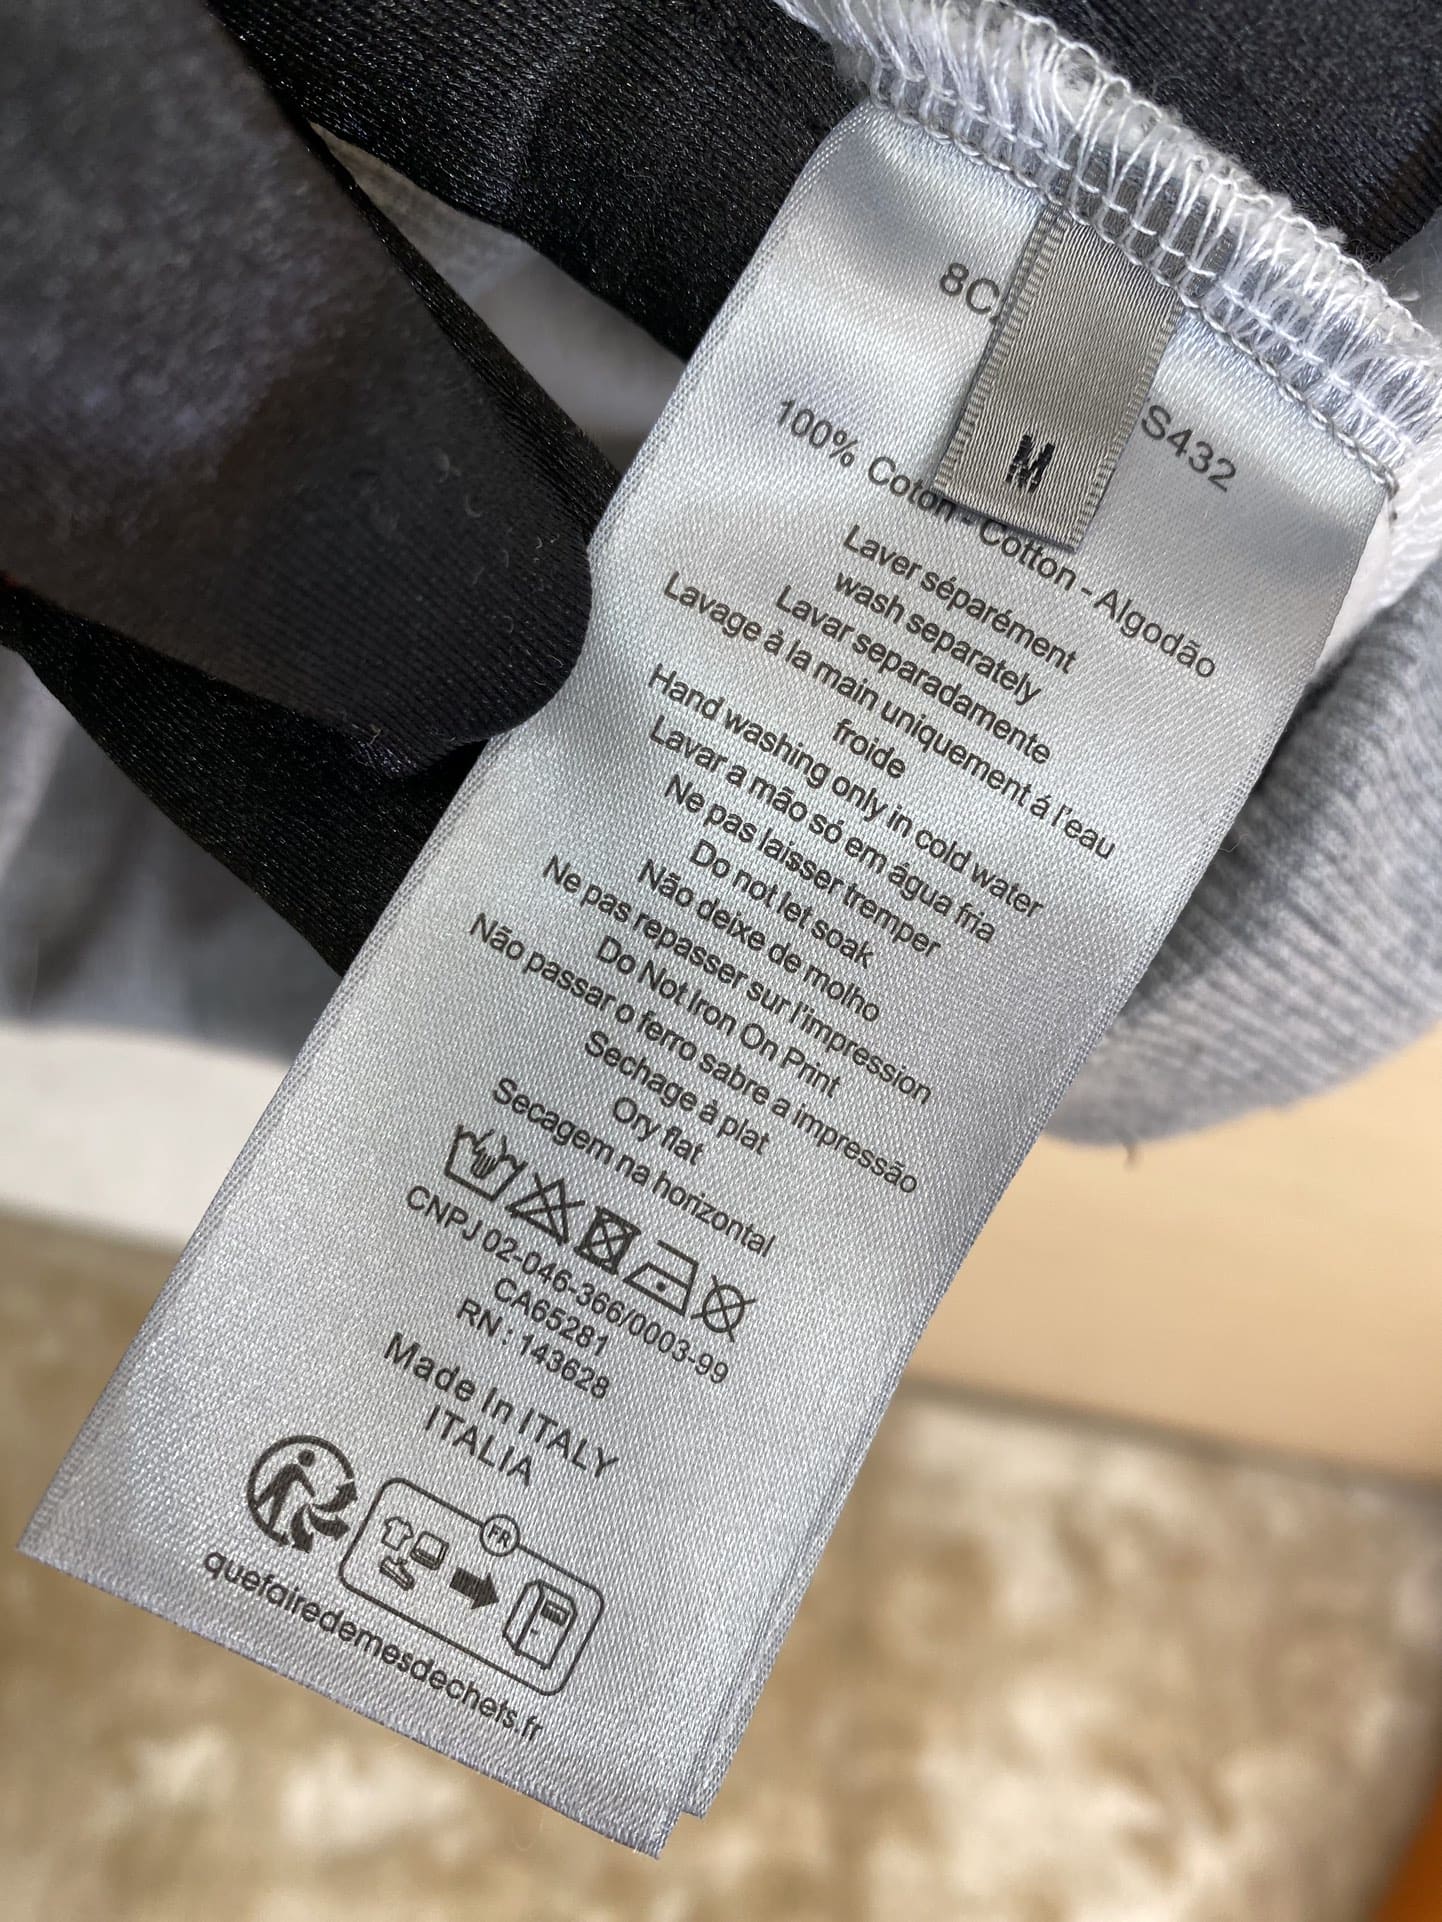 8C
M
S432
100% Coton - Cotton - Algodão
Laver séparément
wash separately
Lavar separadamente
Lavage à la main uniquement á l'eau
froide
Hand washing only in cold water
Lavar a mão só em água fria
Ne pas laisser tremper
Do not let soak
Não deixe de molho
Ne pas repasser sur l'impression
Do Not Iron On Print
Não passar o ferro sabre a impressão
Sechage à plat
Ory flat
Secagem na horizontal
CNPJ 02-046-366/0003-99
CA65281
RN : 143628
Made In ITALY
ITALIA
FR
quefairedemesdechets.fr